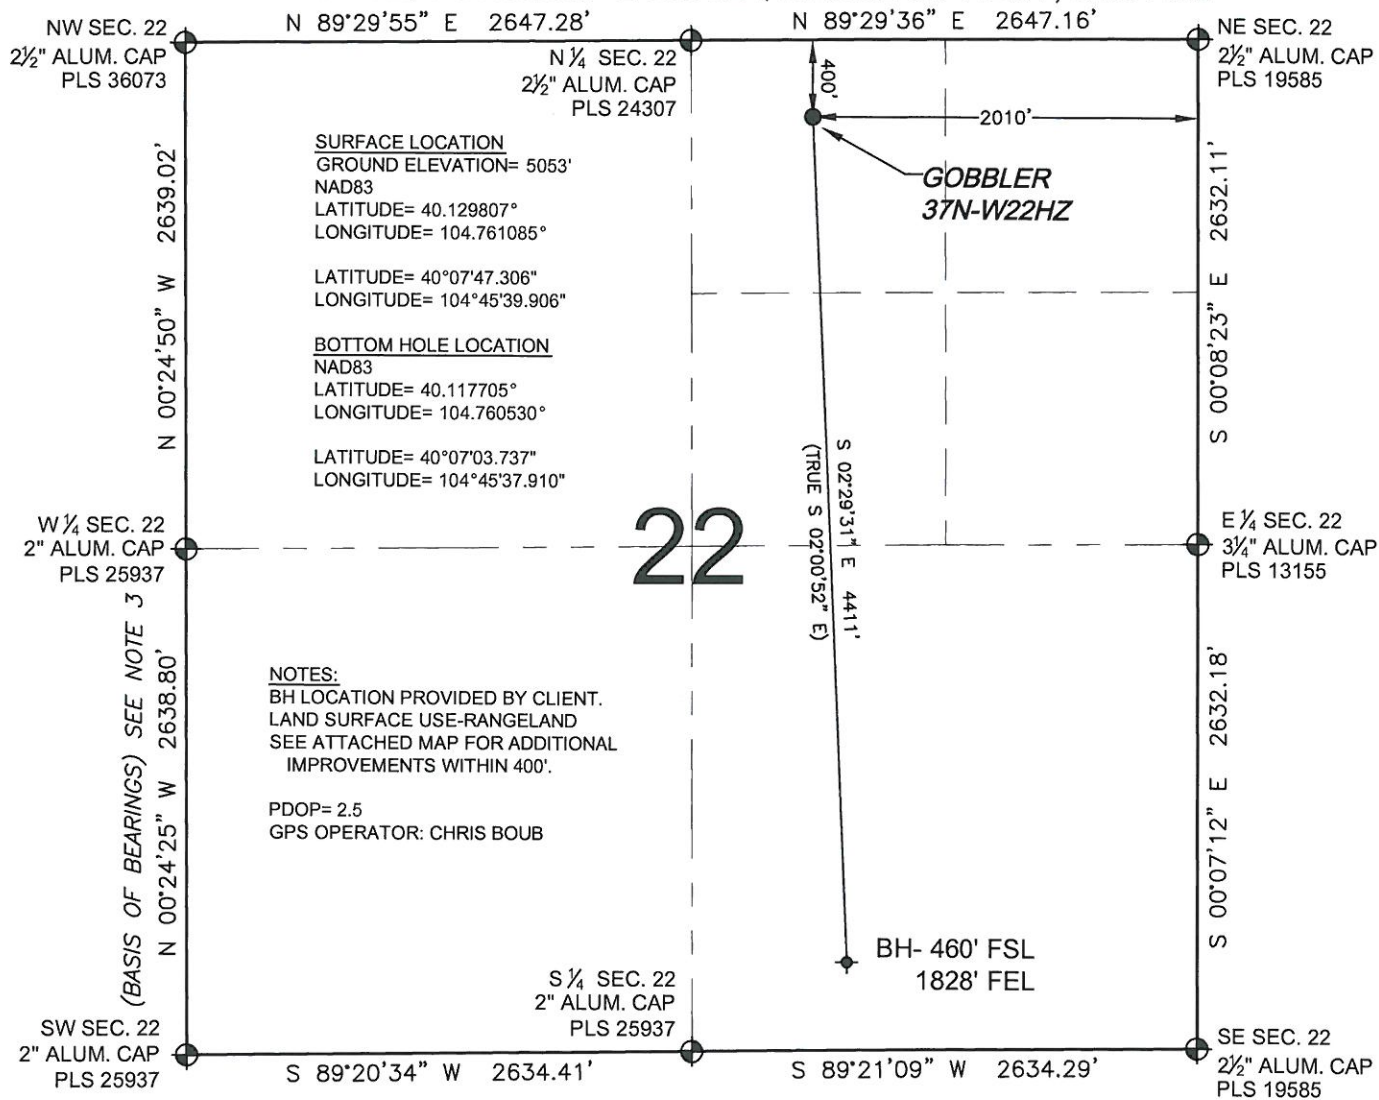 N 89°29'55" E 2647.28'
N 89°29'36" E 2647.16'
NW SEC. 22
2½" ALUM. CAP
PLS 36073
N ¼ SEC. 22
2½" ALUM. CAP
PLS 24307
NE SEC. 22
2½" ALUM. CAP
PLS 19585
400'
2010'
GOBBLER
37N-W22HZ
SURFACE LOCATION
GROUND ELEVATION= 5053'
NAD83
LATITUDE= 40.129807°
LONGITUDE= 104.761085°
LATITUDE= 40°07'47.306"
LONGITUDE= 104°45'39.906"
BOTTOM HOLE LOCATION
NAD83
LATITUDE= 40.117705°
LONGITUDE= 104.760530°
LATITUDE= 40°07'03.737"
LONGITUDE= 104°45'37.910"
N 00°24'50" W 2639.02'
S 00°08'23" E 2632.11'
S 02°29'31" E 4411'
(TRUE S 02°00'52" E)
22
W ¼ SEC. 22
2" ALUM. CAP
PLS 25937
E ¼ SEC. 22
3¼" ALUM. CAP
PLS 13155
(BASIS OF BEARINGS) SEE NOTE 3
N 00°24'25" W 2638.80'
NOTES:
BH LOCATION PROVIDED BY CLIENT.
LAND SURFACE USE-RANGELAND
SEE ATTACHED MAP FOR ADDITIONAL
IMPROVEMENTS WITHIN 400'.
PDOP= 2.5
GPS OPERATOR: CHRIS BOUB
S 00°07'12" E 2632.18'
BH- 460' FSL
1828' FEL
S ¼ SEC. 22
2" ALUM. CAP
PLS 25937
SW SEC. 22
2" ALUM. CAP
PLS 25937
SE SEC. 22
2½" ALUM. CAP
PLS 19585
S 89°20'34" W 2634.41'
S 89°21'09" W 2634.29'